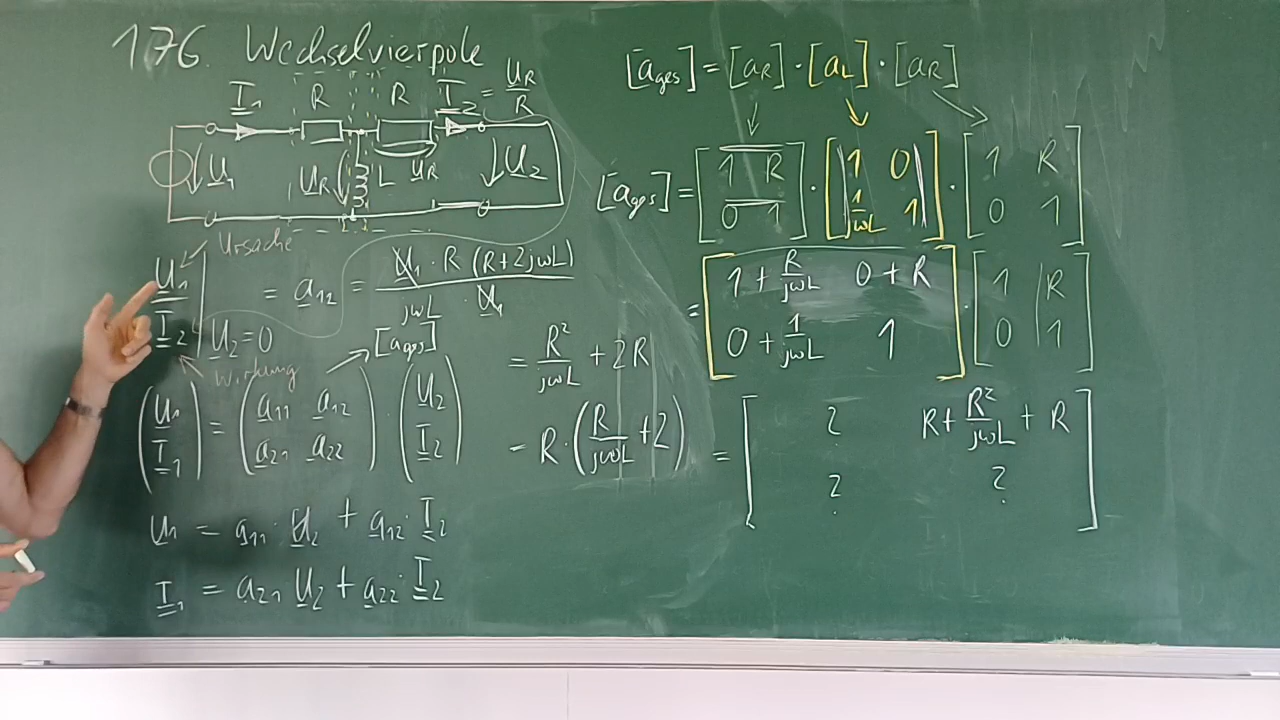 176. Wechselvierpole
I1 R R I2 = UR/R
U1 UR L UR U2
Ursache
U1/I2 | U2=0 = a12 = U1 · R (R+2jωL) / jωL · U1
Wirkung
[ages]
= R²/jωL + 2R
= R·(R/jωL + 2)
(U1 I1) = (a11 a12 a21 a22) · (U2 I2)
U1 = a11 · U2 + a12 · I2
I1 = a21 U2 + a22 · I2
[ages] = [aR] · [aL] · [aR]
[ages] = [1 R 0 1] · [1 0 1/jωL 1] · [1 R 0 1]
= [1 + R/jωL 0 + R 0 + 1/jωL 1] · [1 R 0 1]
= [? R + R²/jωL + R ? ?]